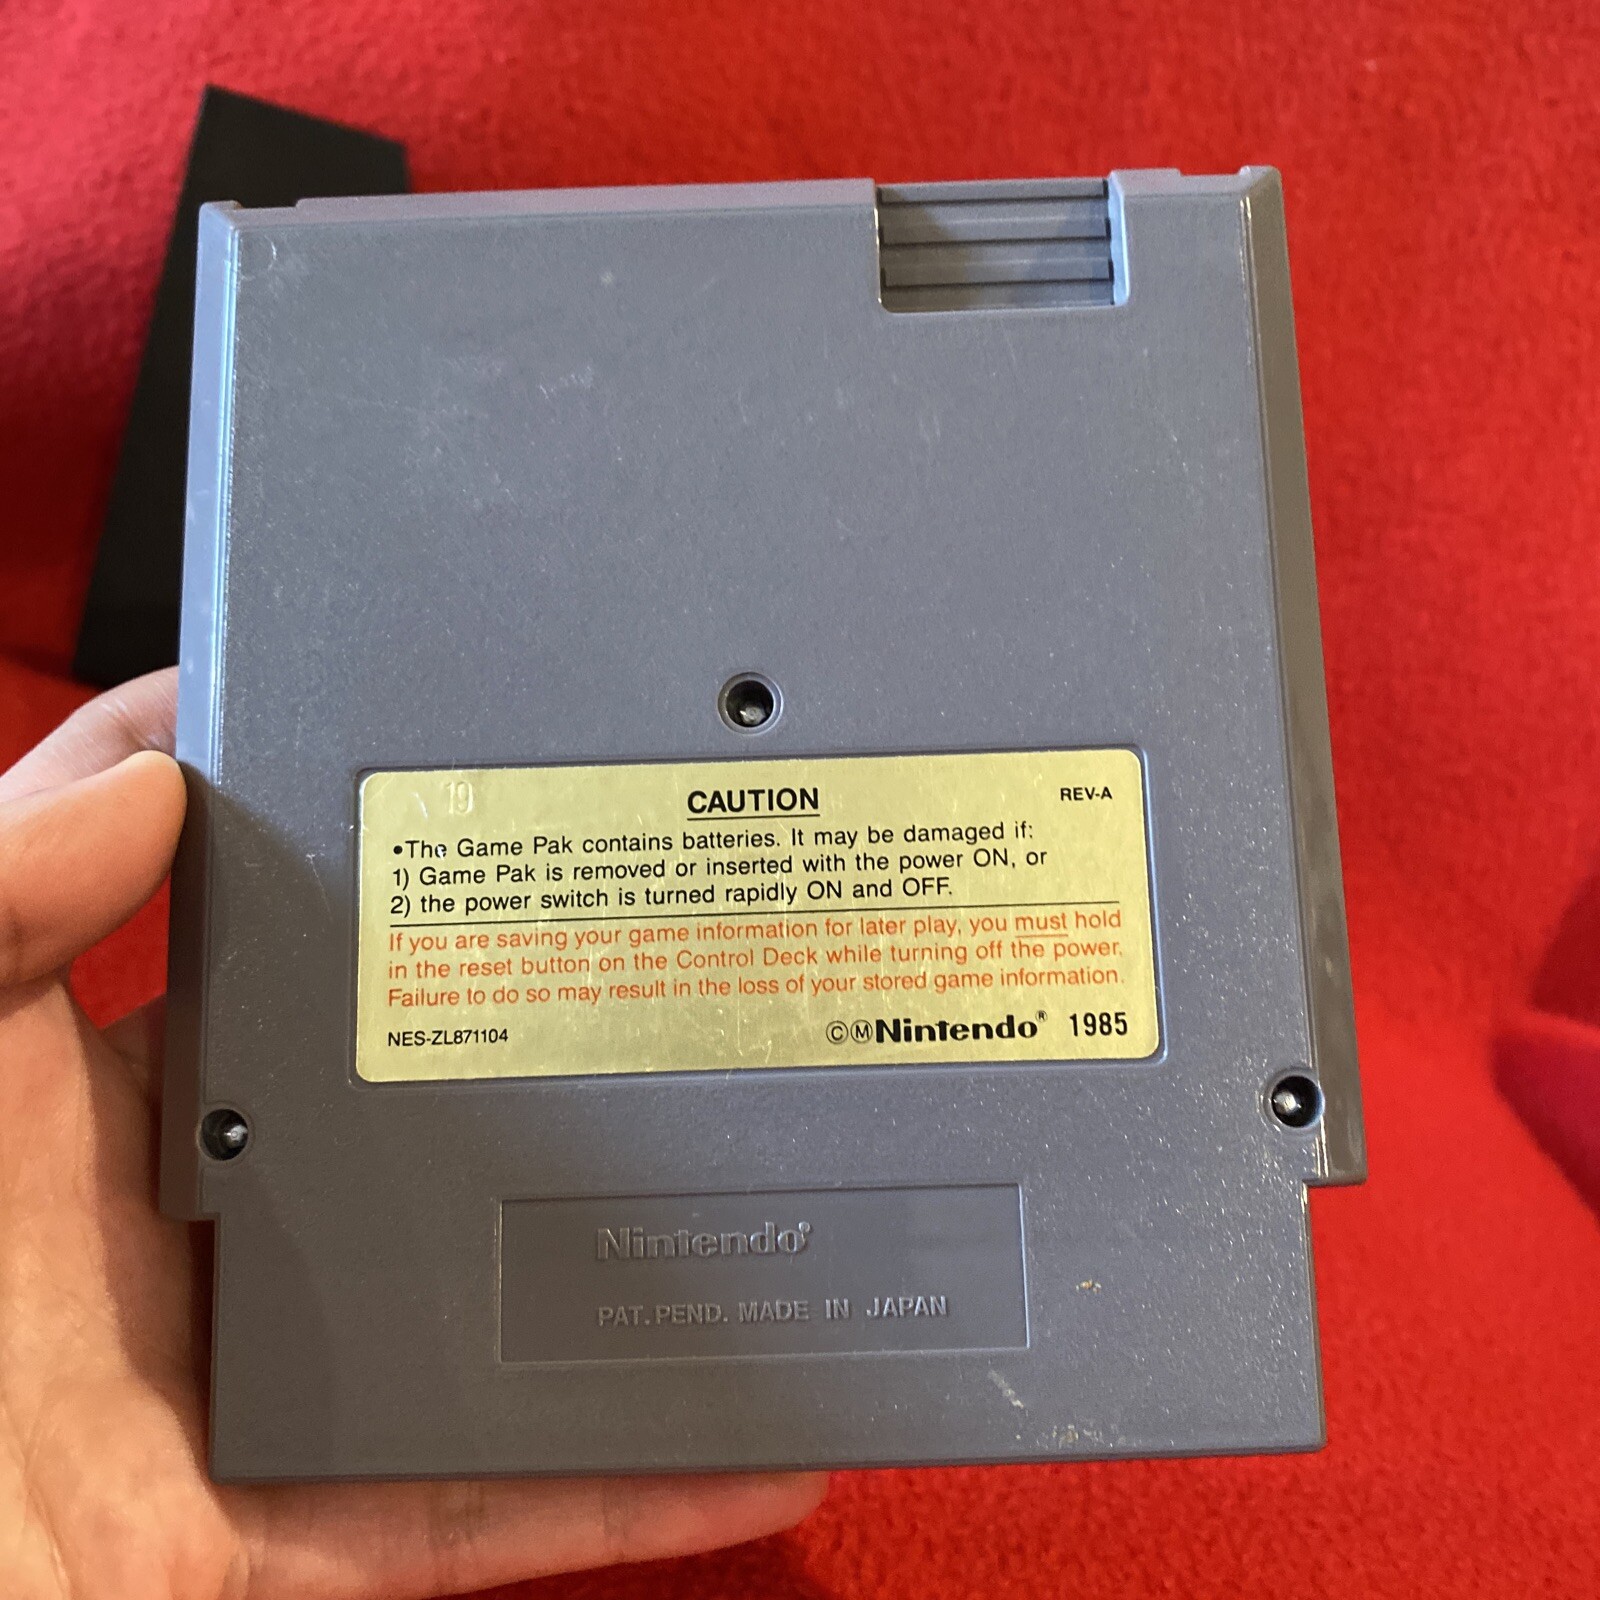 19
CAUTION
REV-A
•The Game Pak contains batteries. It may be damaged if:
1) Game Pak is removed or inserted with the power ON, or
2) the power switch is turned rapidly ON and OFF.
If you are saving your game information for later play, you must hold
in the reset button on the Control Deck while turning off the power.
Failure to do so may result in the loss of your stored game information.
NES-ZL871104
©ⓂNintendo® 1985
Nintendo®
PAT. PEND. MADE IN JAPAN